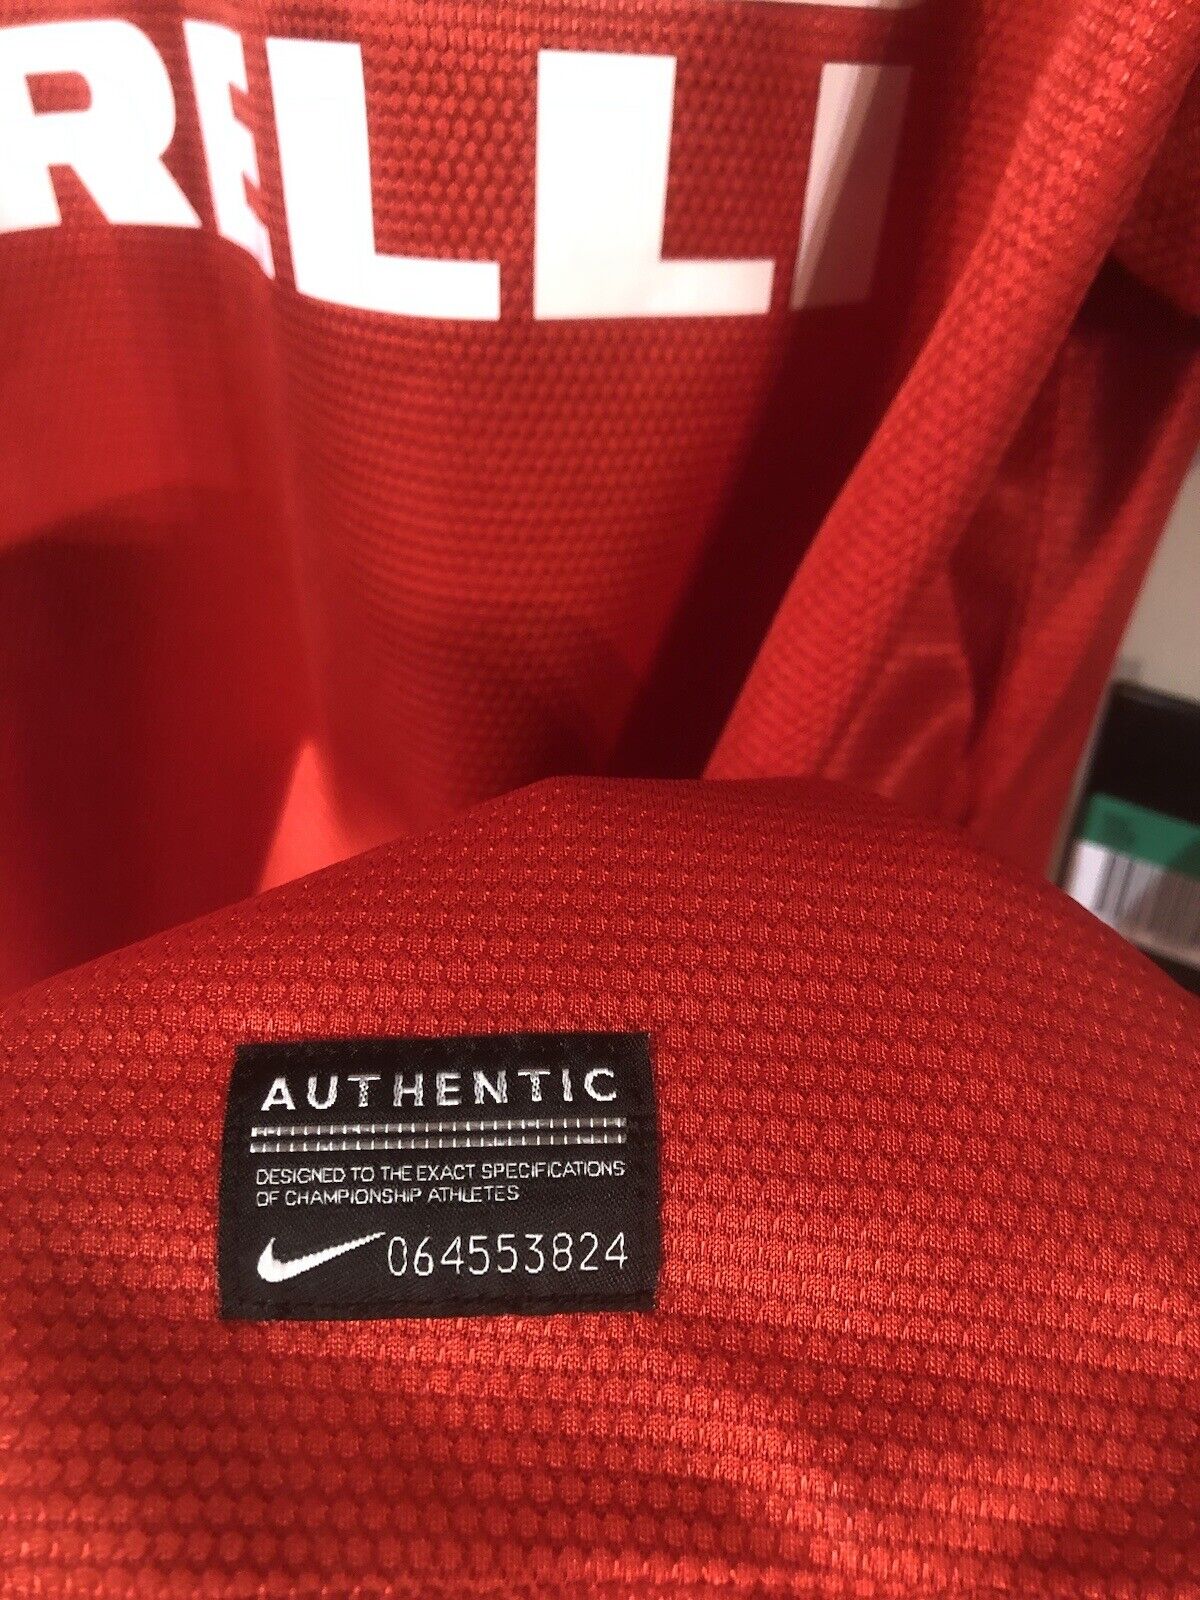 RELLI
AUTHENTIC
DESIGNED TO THE EXACT SPECIFICATIONS
OF CHAMPIONSHIP ATHLETES
064553824